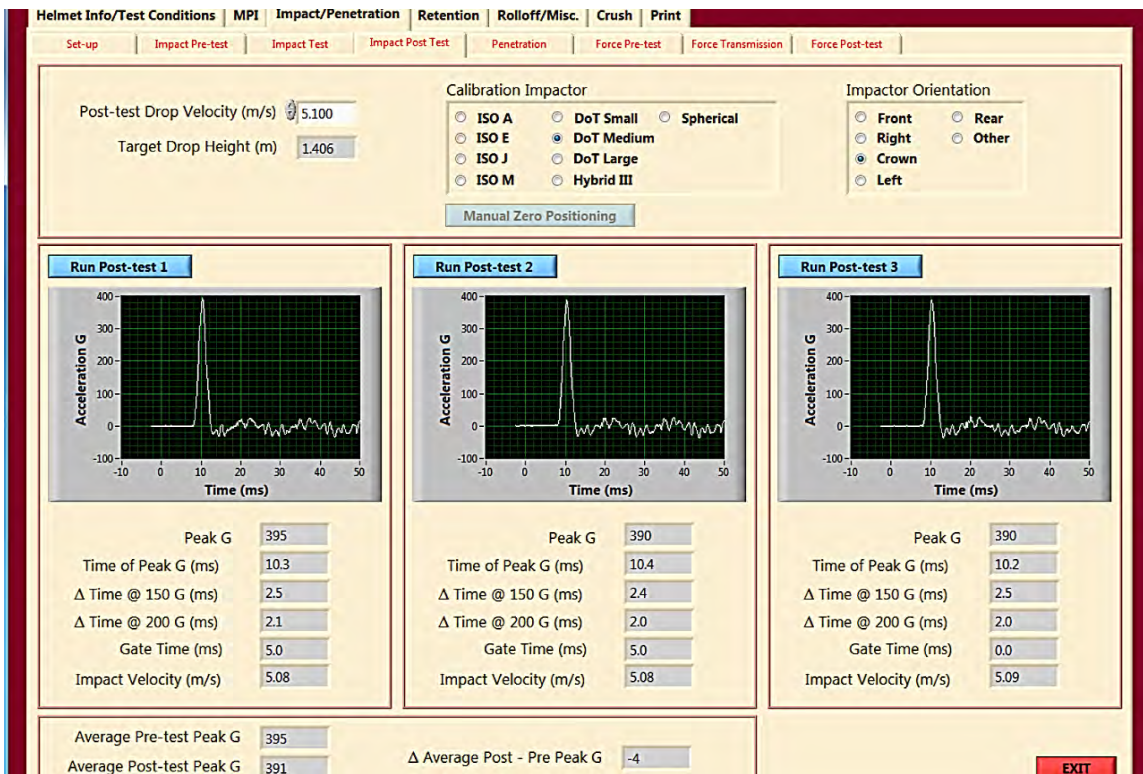 Helmet Info/Test Conditions MPI Impact/Penetration Retention Rolloff/Misc. Crush Print
Set-up Impact Pre-test Impact Test Impact Post Test Penetration Force Pre-test Force Transmission Force Post-test
Post-test Drop Velocity (m/s) 5.100
Target Drop Height (m) 1.406
Calibration Impactor
ISO A DoT Small Spherical
ISO E DoT Medium
ISO J DoT Large
ISO M Hybrid III
Manual Zero Positioning
Impactor Orientation
Front Rear
Right Other
Crown
Left
Run Post-test 1
Acceleration G
400
300
200
100
0
-100
-10 0 10 20 30 40 50
Time (ms)
Peak G 395
Time of Peak G (ms) 10.3
Δ Time @ 150 G (ms) 2.5
Δ Time @ 200 G (ms) 2.1
Gate Time (ms) 5.0
Impact Velocity (m/s) 5.08
Run Post-test 2
Acceleration G
400
300
200
100
0
-100
-10 0 10 20 30 40 50
Time (ms)
Peak G 390
Time of Peak G (ms) 10.4
Δ Time @ 150 G (ms) 2.4
Δ Time @ 200 G (ms) 2.0
Gate Time (ms) 5.0
Impact Velocity (m/s) 5.08
Run Post-test 3
Acceleration G
400
300
200
100
0
-100
-10 0 10 20 30 40 50
Time (ms)
Peak G 390
Time of Peak G (ms) 10.2
Δ Time @ 150 G (ms) 2.5
Δ Time @ 200 G (ms) 2.0
Gate Time (ms) 0.0
Impact Velocity (m/s) 5.09
Average Pre-test Peak G 395
Average Post-test Peak G 391
Δ Average Post - Pre Peak G -4
EXIT